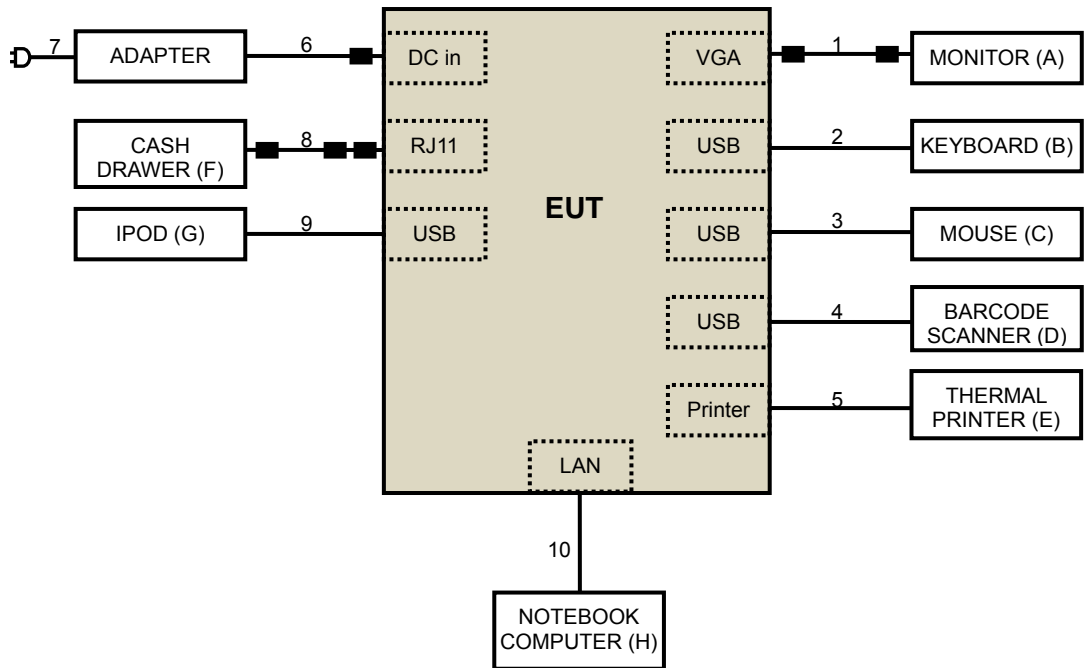 7
ADAPTER
6
DC in
VGA
1
MONITOR (A)
CASH
DRAWER (F)
8
RJ11
USB
2
KEYBOARD (B)
EUT
IPOD (G)
9
USB
USB
3
MOUSE (C)
USB
4
BARCODE
SCANNER (D)
Printer
5
THERMAL
PRINTER (E)
LAN
10
NOTEBOOK
COMPUTER (H)